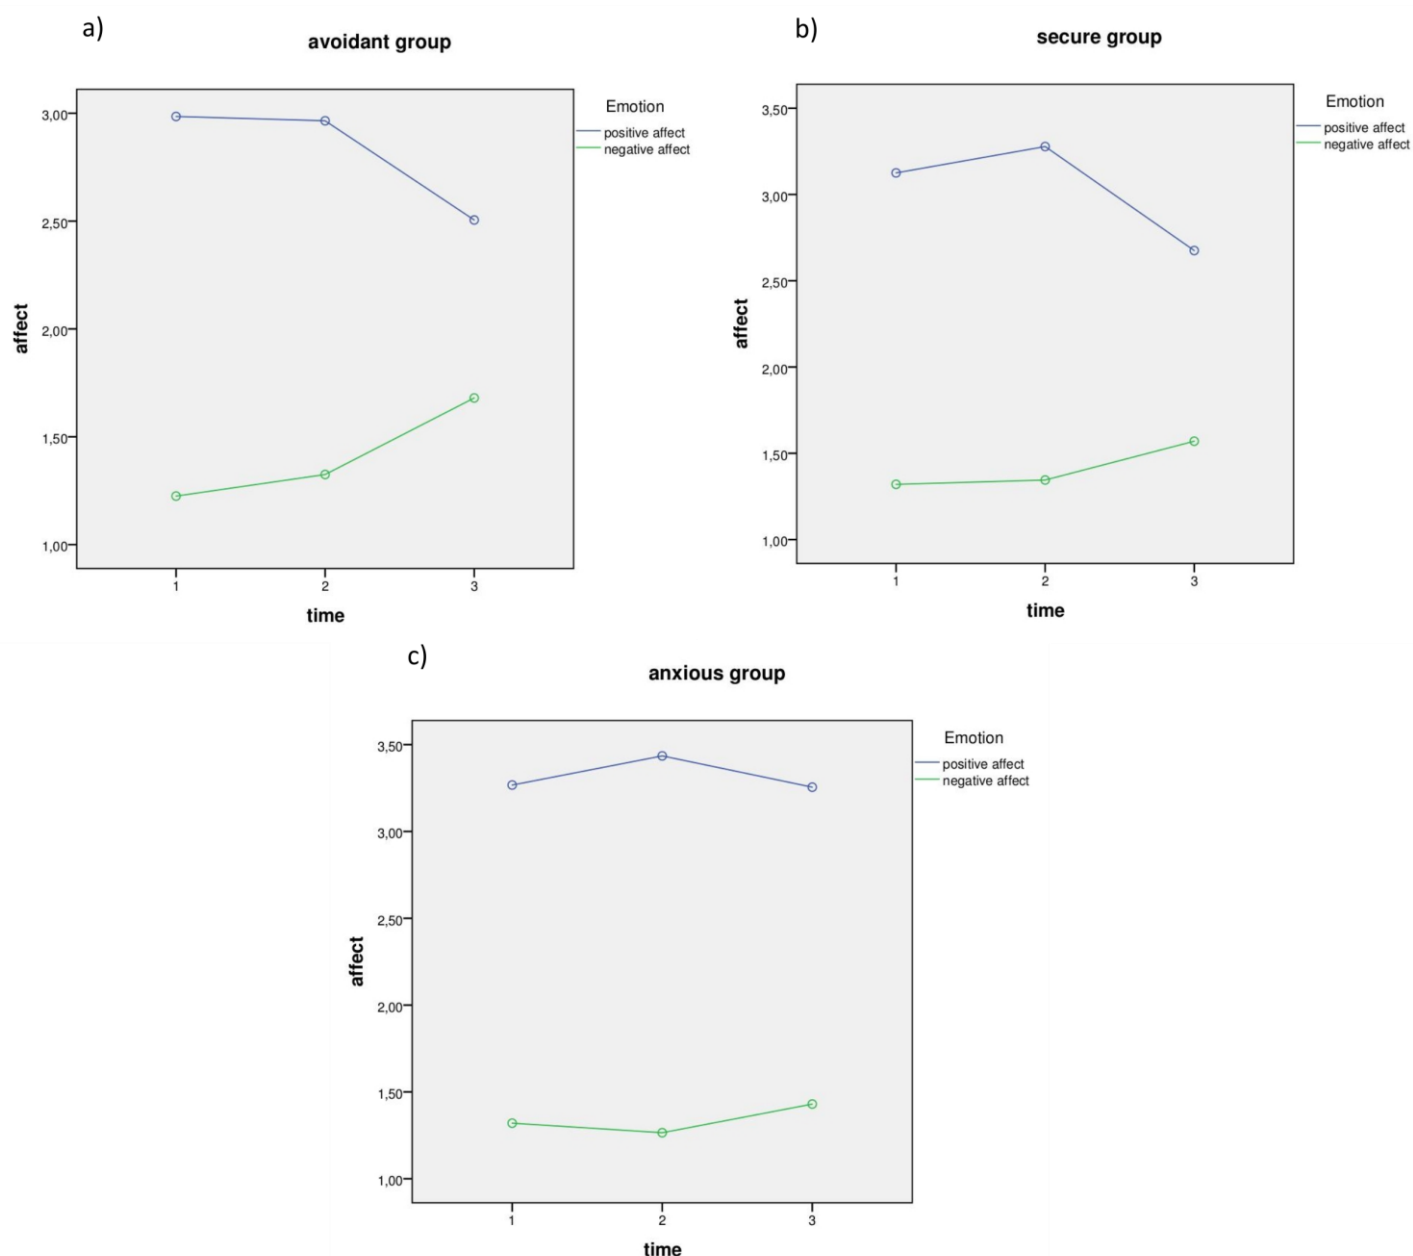 a)
avoidant group
3,00
2,50
2,00
1,50
1,00
affect
1 2 3
time
Emotion
positive affect
negative affect
b)
secure group
3,50
3,00
2,50
2,00
1,50
1,00
affect
1 2 3
time
Emotion
positive affect
negative affect
c)
anxious group
3,50
3,00
2,50
2,00
1,50
1,00
affect
1 2 3
time
Emotion
positive affect
negative affect